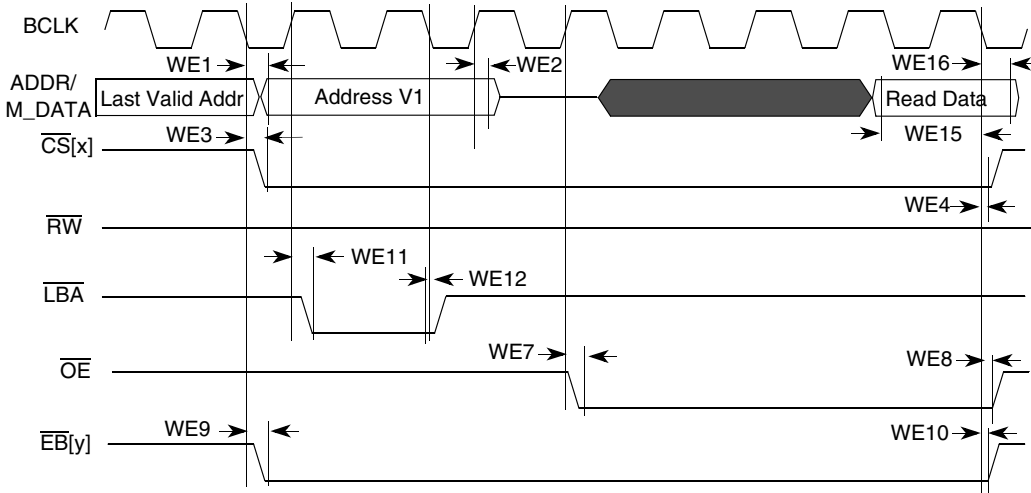 BCLK
WE1
WE2
WE16
ADDR/
M_DATA
Last Valid Addr
Address V1
Read Data
WE3
WE15
CS[x]
WE4
RW
WE11
WE12
LBA
WE7
WE8
OE
WE9
WE10
EB[y]